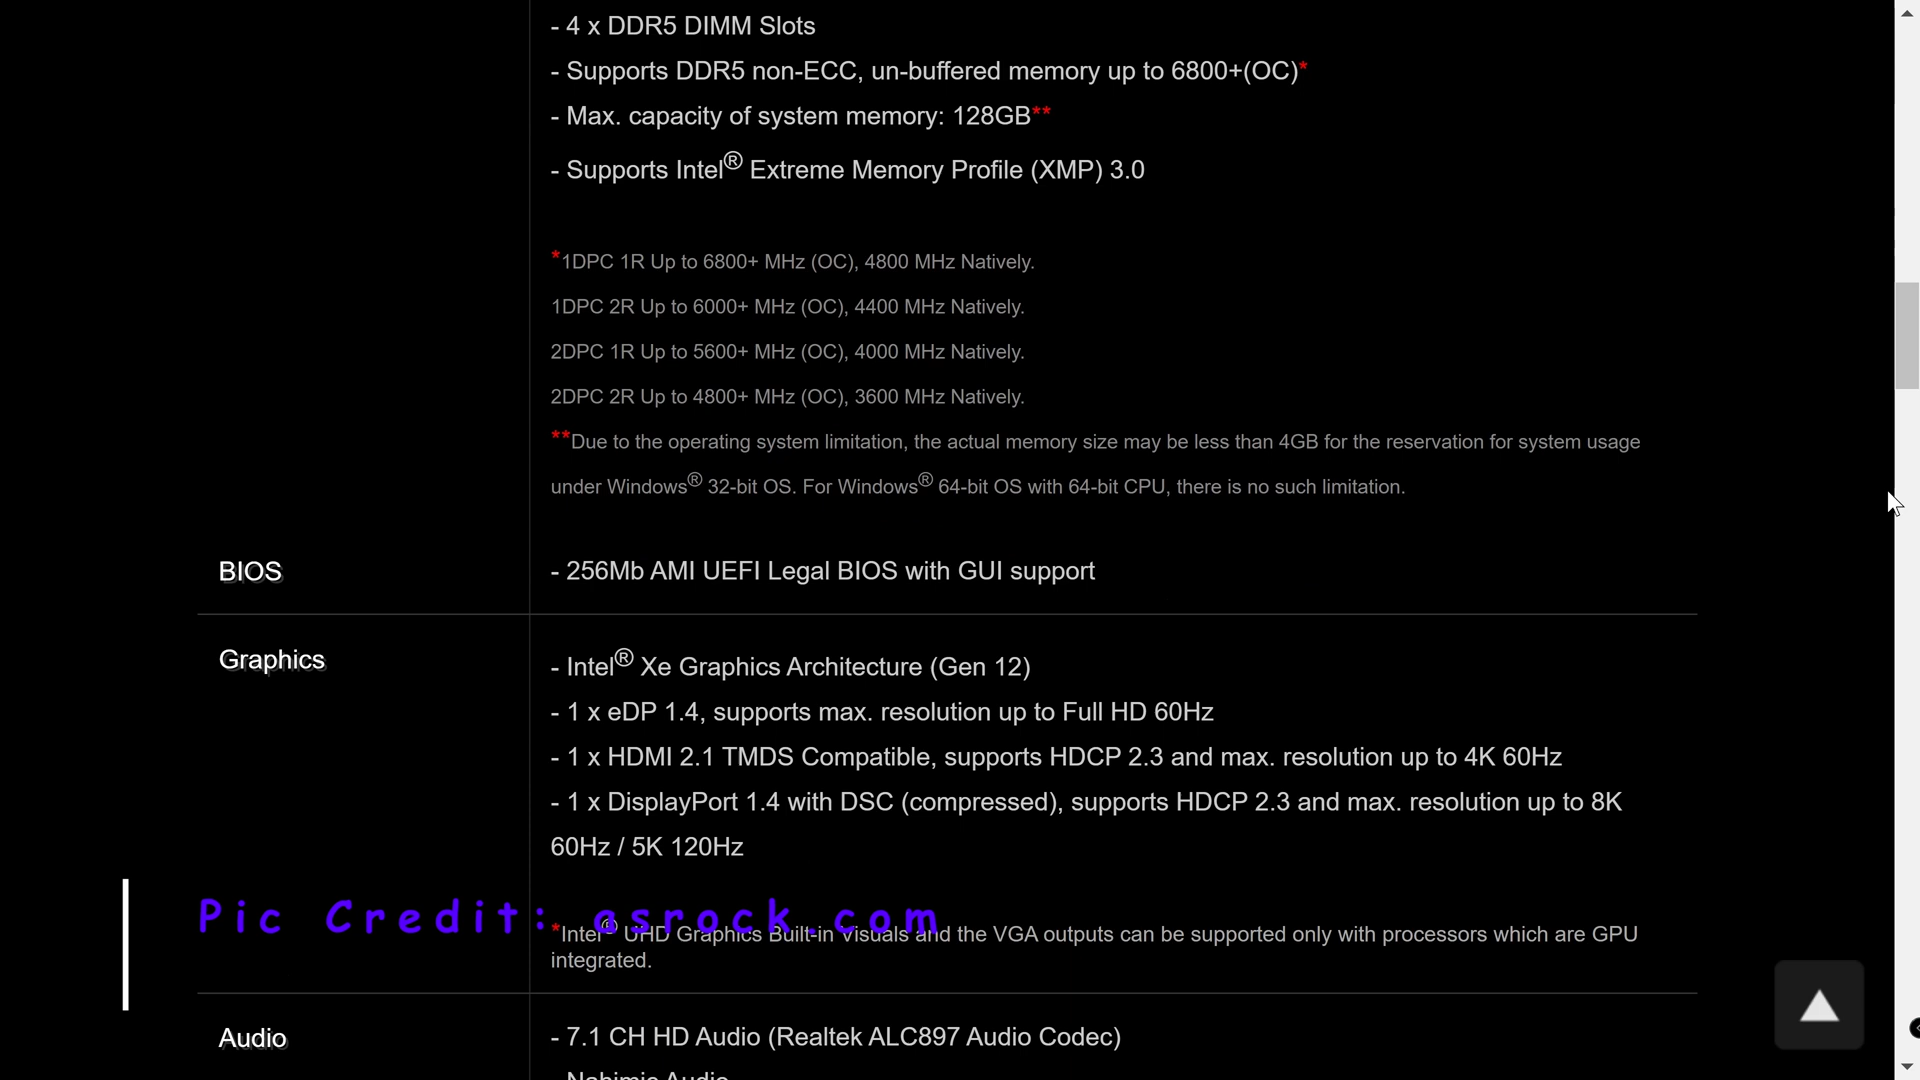 - 4 x DDR5 DIMM Slots
- Supports DDR5 non-ECC, un-buffered memory up to 6800+(OC)*
- Max. capacity of system memory: 128GB**
- Supports Intel® Extreme Memory Profile (XMP) 3.0
*1DPC 1R Up to 6800+ MHz (OC), 4800 MHz Natively.
1DPC 2R Up to 6000+ MHz (OC), 4400 MHz Natively.
2DPC 1R Up to 5600+ MHz (OC), 4000 MHz Natively.
2DPC 2R Up to 4800+ MHz (OC), 3600 MHz Natively.
**Due to the operating system limitation, the actual memory size may be less than 4GB for the reservation for system usage
under Windows® 32-bit OS. For Windows® 64-bit OS with 64-bit CPU, there is no such limitation.
BIOS
- 256Mb AMI UEFI Legal BIOS with GUI support
Graphics
- Intel® Xe Graphics Architecture (Gen 12)
- 1 x eDP 1.4, supports max. resolution up to Full HD 60Hz
- 1 x HDMI 2.1 TMDS Compatible, supports HDCP 2.3 and max. resolution up to 4K 60Hz
- 1 x DisplayPort 1.4 with DSC (compressed), supports HDCP 2.3 and max. resolution up to 8K
60Hz / 5K 120Hz
Pic Credit: asrock.com
*Intel® UHD Graphics Built-in Visuals and the VGA outputs can be supported only with processors which are GPU
integrated.
Audio
- 7.1 CH HD Audio (Realtek ALC897 Audio Codec)
- Nahimic Audio